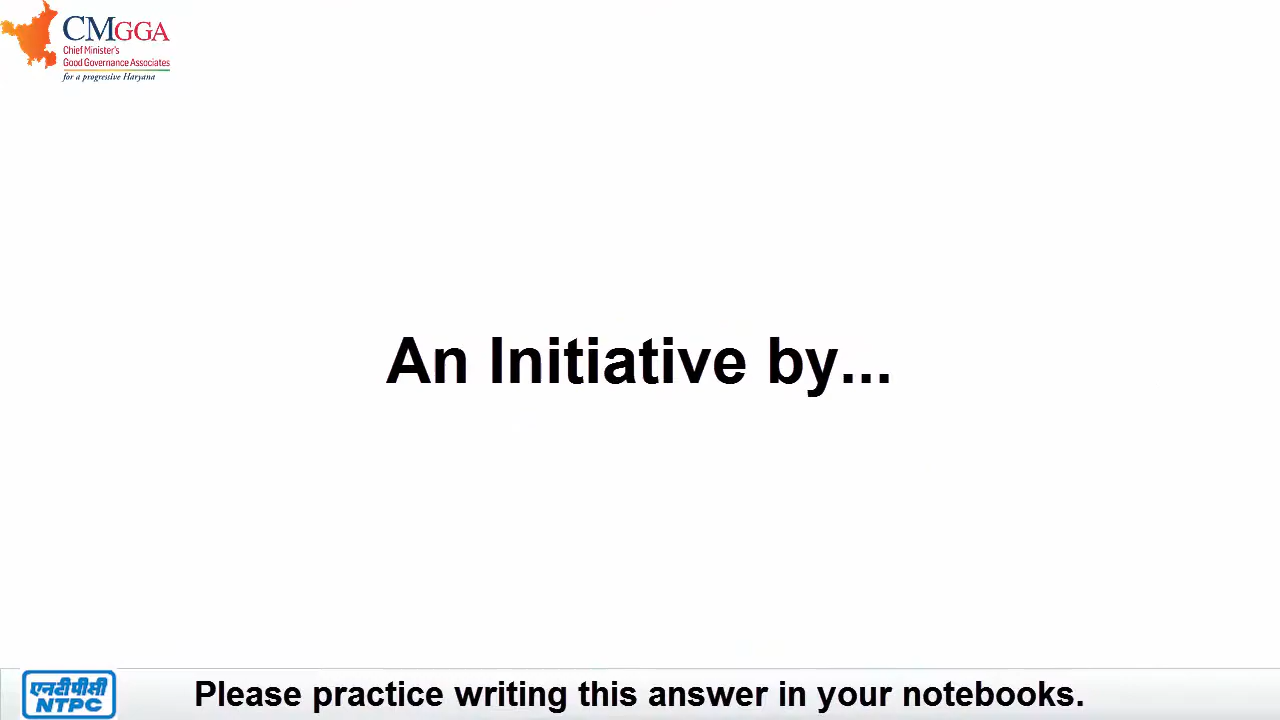 CMGGA
Chief Minister's
Good Governance Associates
for a progressive Haryana
An Initiative by...
एनटीपीसी
NTPC
Please practice writing this answer in your notebooks.